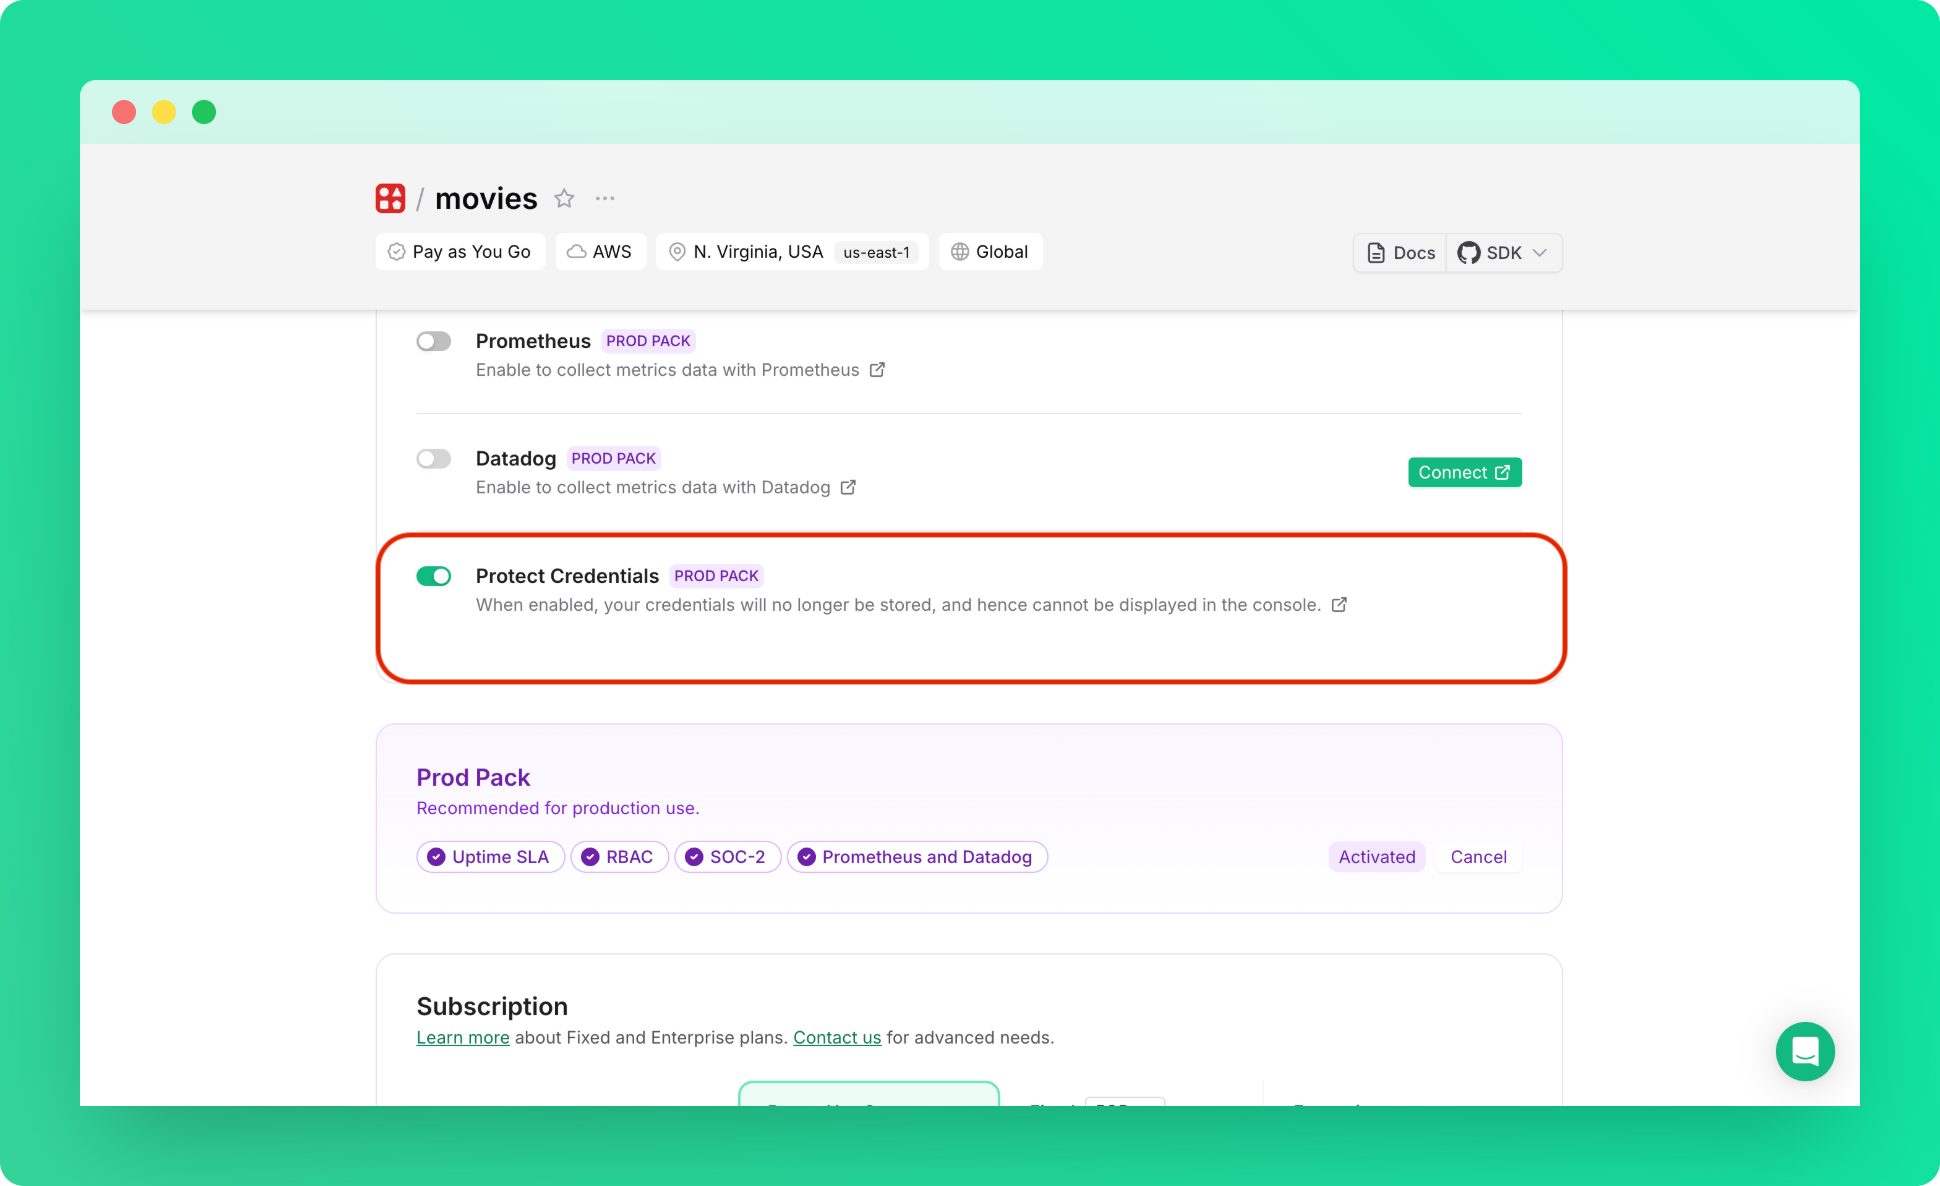 / movies
Pay as You Go AWS N. Virginia, USA us-east-1 Global Docs SDK
Prometheus PROD PACK
Enable to collect metrics data with Prometheus
Datadog PROD PACK
Enable to collect metrics data with Datadog
Connect
Protect Credentials PROD PACK
When enabled, your credentials will no longer be stored, and hence cannot be displayed in the console.
Prod Pack
Recommended for production use.
Uptime SLA RBAC SOC-2 Prometheus and Datadog Activated Cancel
Subscription
Learn more about Fixed and Enterprise plans. Contact us for advanced needs.